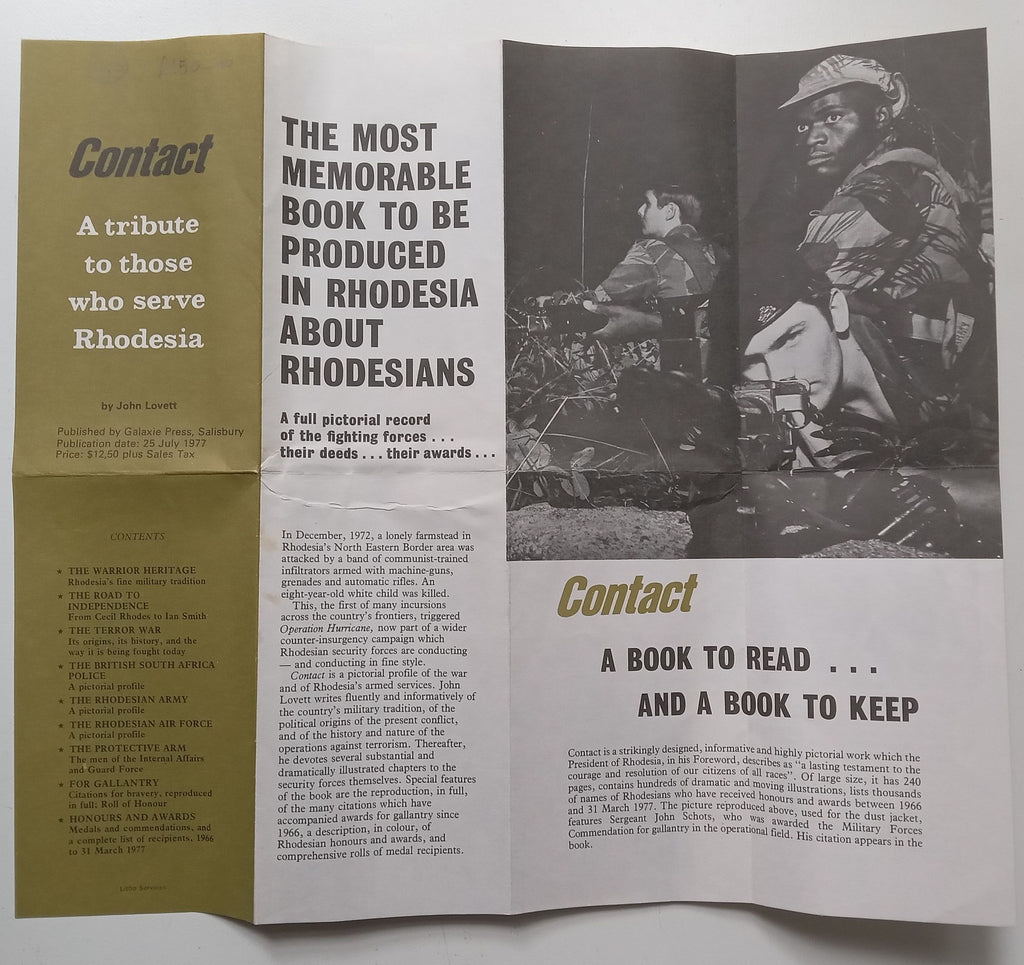 Contact
A tribute
to those
who serve
Rhodesia
by John Lovett
Published by Galaxie Press, Salisbury
Publication date: 25 July 1977
Price: $12,50 plus Sales Tax
CONTENTS
★ THE WARRIOR HERITAGE
Rhodesia's fine military tradition
★ THE ROAD TO
INDEPENDENCE
From Cecil Rhodes to Ian Smith
★ THE TERROR WAR
Its origins, its history, and the
way it is being fought today
★ THE BRITISH SOUTH AFRICA
POLICE
A pictorial profile
★ THE RHODESIAN ARMY
A pictorial profile
★ THE RHODESIAN AIR FORCE
A pictorial profile
★ THE PROTECTIVE ARM
The men of the Internal Affairs
and Guard Force
★ FOR GALLANTRY
Citations for bravery, reproduced
in full; Roll of Honour
★ HONOURS AND AWARDS
Medals and commendations, and
a complete list of recipients, 1966
to 31 March 1977
Litho Services
THE MOST
MEMORABLE
BOOK TO BE
PRODUCED
IN RHODESIA
ABOUT
RHODESIANS
A full pictorial record
of the fighting forces . . .
their deeds . . . their awards . . .
In December, 1972, a lonely farmstead in
Rhodesia's North Eastern Border area was
attacked by a band of communist-trained
infiltrators armed with machine-guns,
grenades and automatic rifles. An
eight-year-old white child was killed.
This, the first of many incursions
across the country's frontiers, triggered
Operation Hurricane, now part of a wider
counter-insurgency campaign which
Rhodesian security forces are conducting
— and conducting in fine style.
Contact is a pictorial profile of the war
and of Rhodesia's armed services. John
Lovett writes fluently and informatively of
the country's military tradition, of the
political origins of the present conflict,
and of the history and nature of the
operations against terrorism. Thereafter,
he devotes several substantial and
dramatically illustrated chapters to the
security forces themselves. Special features
of the book are the reproduction, in full,
of the many citations which have
accompanied awards for gallantry since
1966, a description, in colour, of
Rhodesian honours and awards, and
comprehensive rolls of medal recipients.
Contact
A BOOK TO READ . . .
AND A BOOK TO KEEP
Contact is a strikingly designed, informative and highly pictorial work which the
President of Rhodesia, in his Foreword, describes as "a lasting testament to the
courage and resolution of our citizens of all races". Of large size, it has 240
pages, contains hundreds of dramatic and moving illustrations, lists thousands
of names of Rhodesians who have received honours and awards between 1966
and 31 March 1977. The picture reproduced above, used for the dust jacket,
features Sergeant John Schots, who was awarded the Military Forces
Commendation for gallantry in the operational field. His citation appears in the
book.